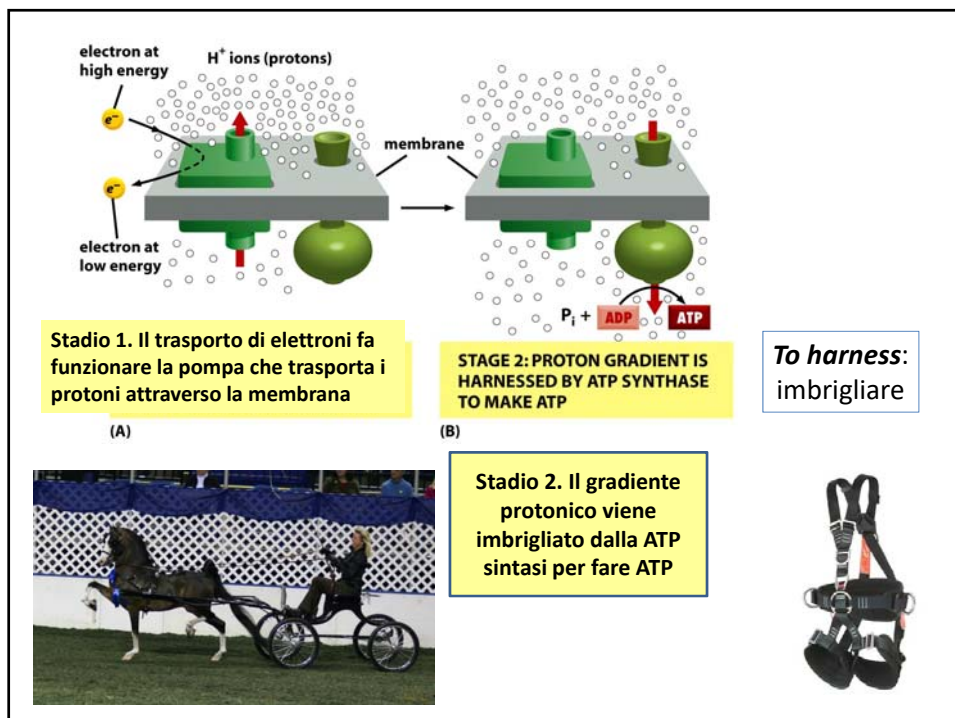 electron at
high energy
H+ ions (protons)
e–
membrane
e–
electron at
low energy
Pi + ADP ATP
Stadio 1. Il trasporto di elettroni fa
funzionare la pompa che trasporta i
protoni attraverso la membrana
STAGE 2: PROTON GRADIENT IS
HARNESSED BY ATP SYNTHASE
TO MAKE ATP
To harness:
imbrigliare
(A)
(B)
Stadio 2. Il gradiente
protonico viene
imbrigliato dalla ATP
sintasi per fare ATP